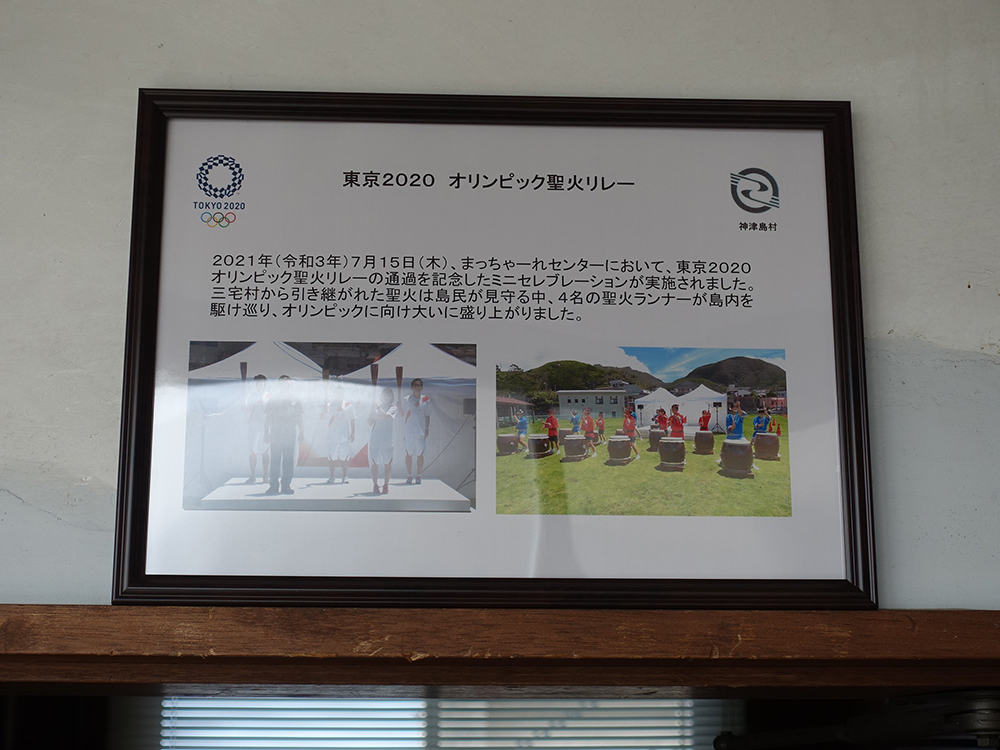 東京2020 オリンピック聖火リレー
TOKYO 2020
神津島村
2021年(令和3年)7月15日(木)、まっちゃーれセンターにおいて、東京2020
オリンピック聖火リレーの通過を記念したミニセレブレーションが実施されました。
三宅村から引き継がれた聖火は島民が見守る中、4名の聖火ランナーが島内を
駆け巡り、オリンピックに向け大いに盛り上がりました。